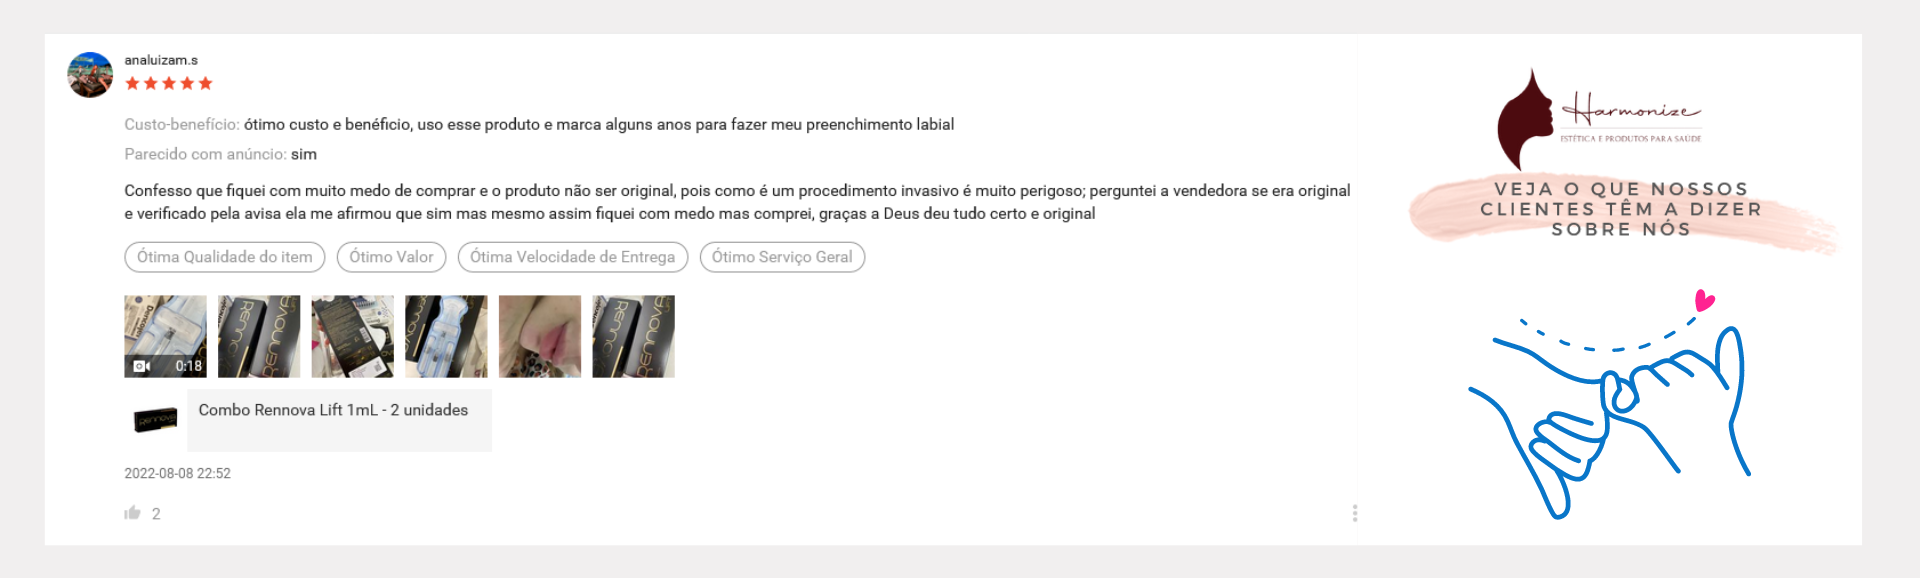 analuizam.s
Custo-benefício: ótimo custo e benéficio, uso esse produto e marca alguns anos para fazer meu preenchimento labial
Parecido com anúncio: sim
Confesso que fiquei com muito medo de comprar e o produto não ser original, pois como é um procedimento invasivo é muito perigoso; perguntei a vendedora se era original
e verificado pela avisa ela me afirmou que sim mas mesmo assim fiquei com medo mas comprei, graças a Deus deu tudo certo e original
Ótima Qualidade do item
Ótimo Valor
Ótima Velocidade de Entrega
Ótimo Serviço Geral
0:18
Combo Rennova Lift 1mL - 2 unidades
2022-08-08 22:52
2
Harmonize
ESTÉTICA E PRODUTOS PARA SAÚDE
VEJA O QUE NOSSOS
CLIENTES TÊM A DIZER
SOBRE NÓS